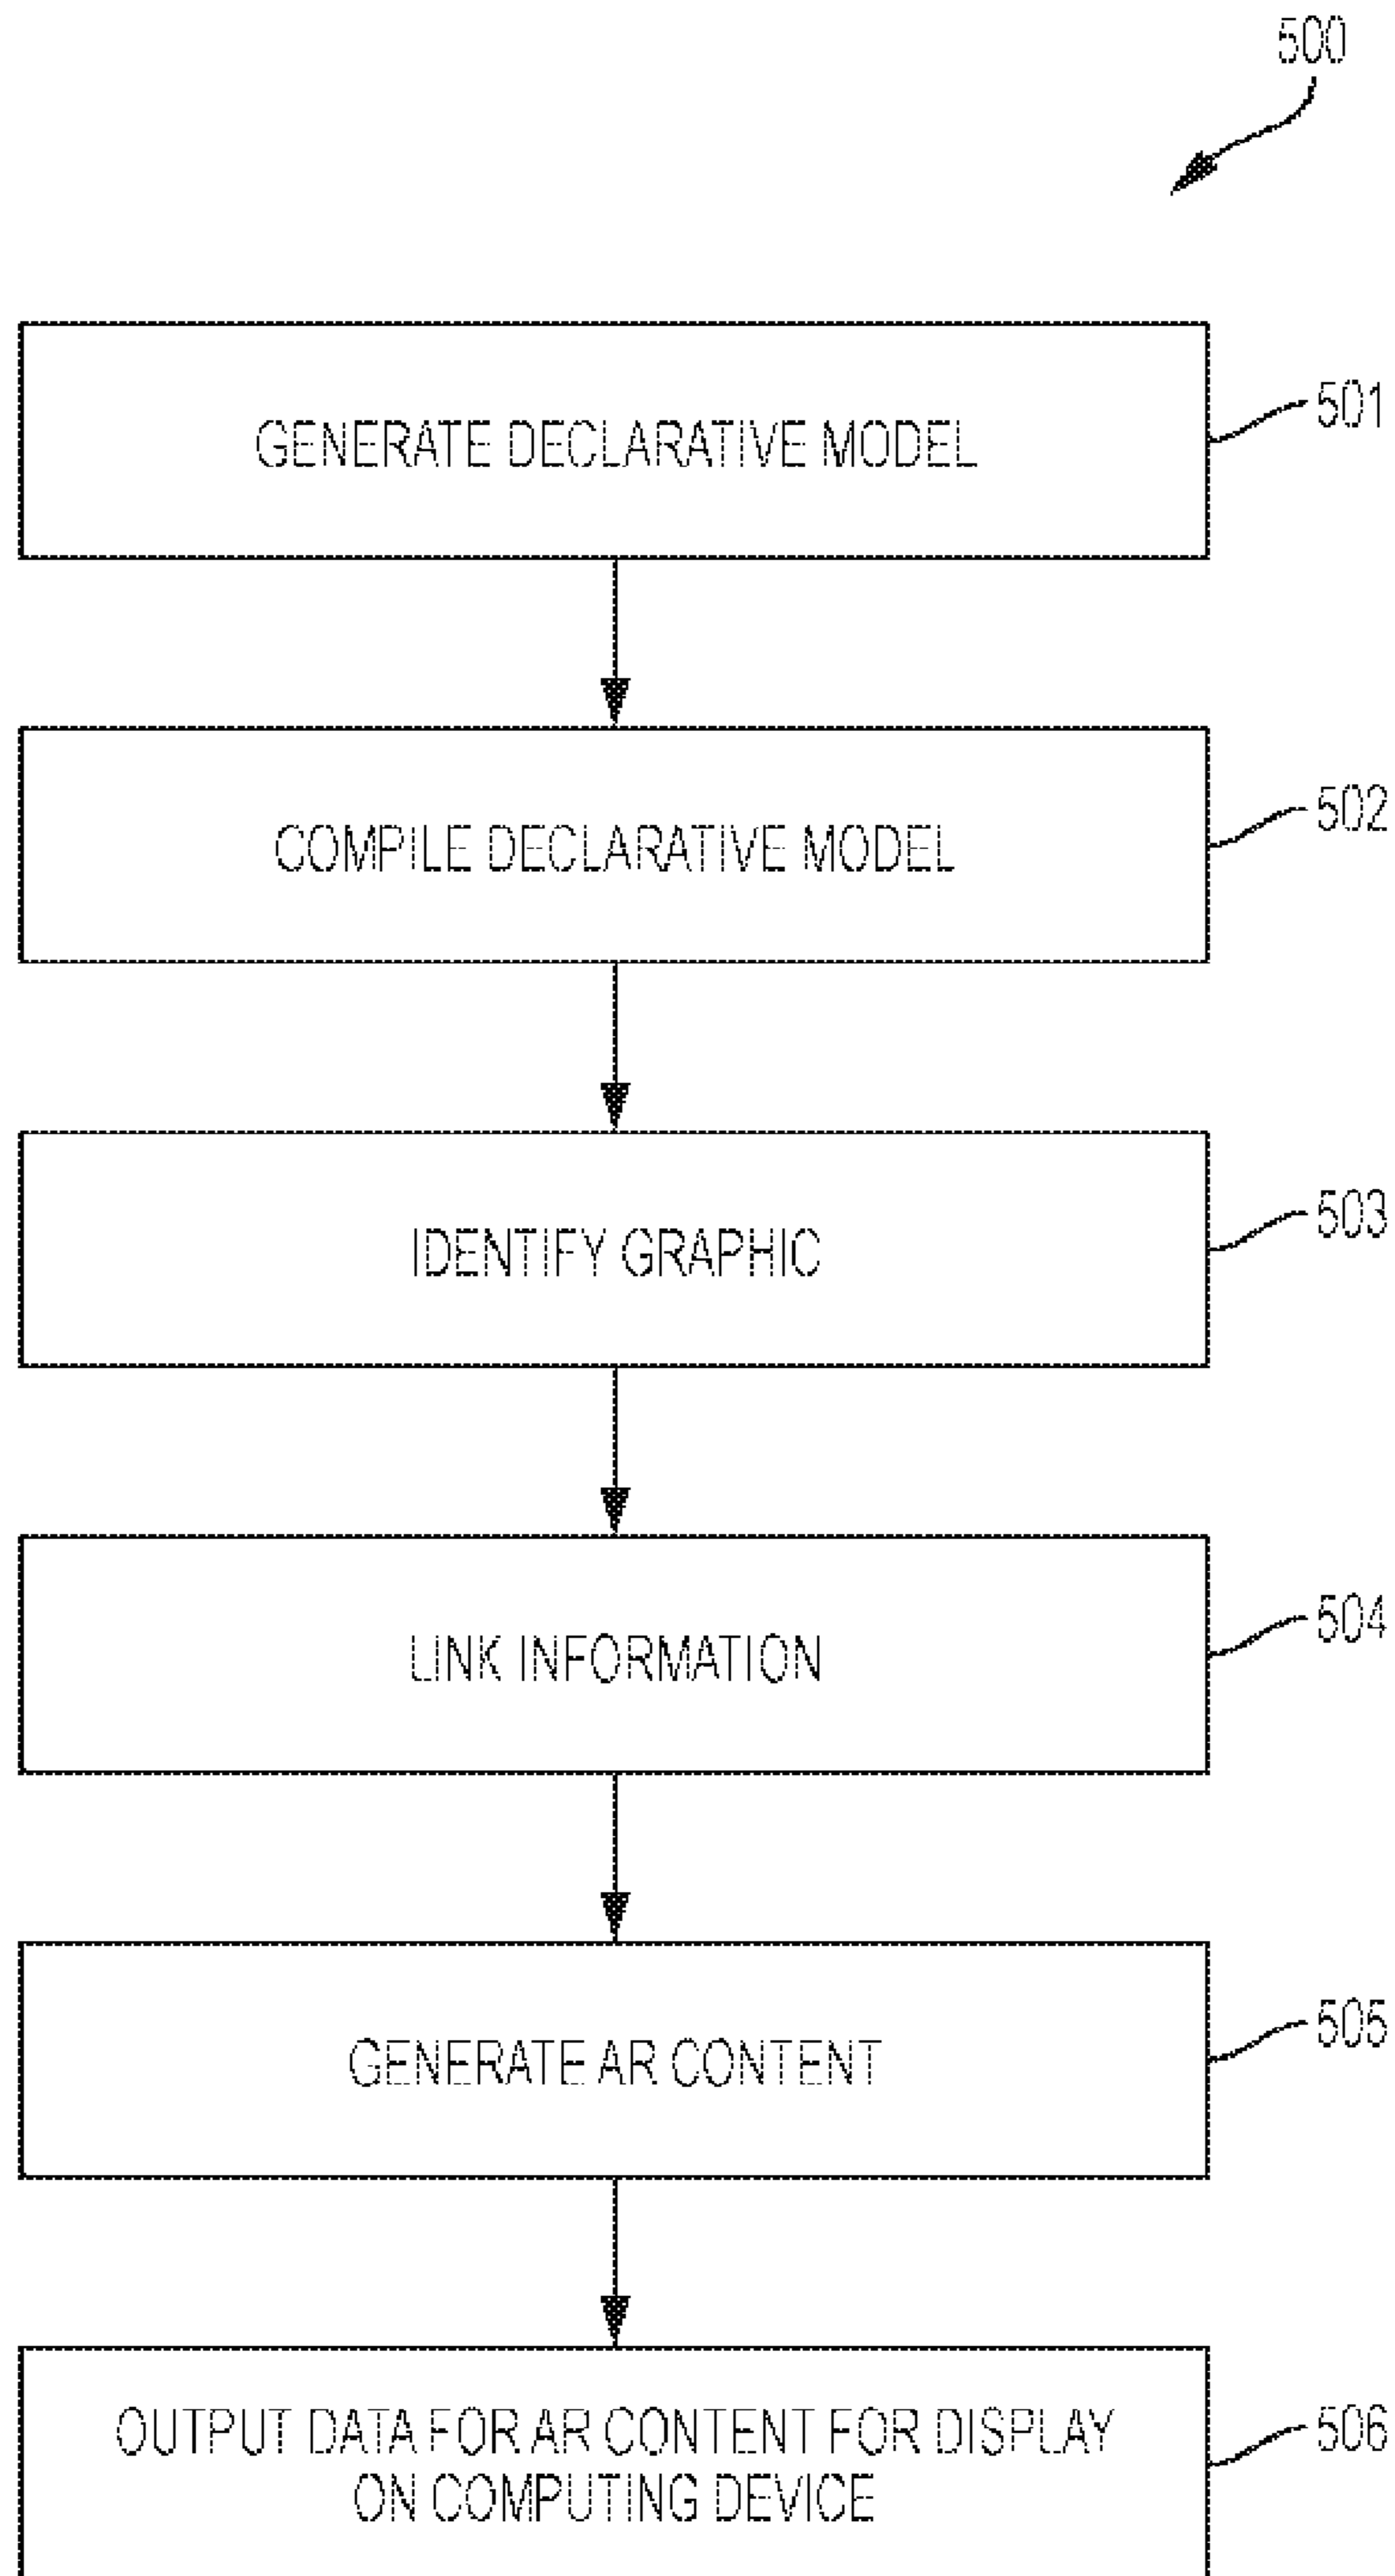 500
GENERATE DECLARATIVE MODEL
501
COMPILE DECLARATIVE MODEL
502
IDENTIFY GRAPHIC
503
LINK INFORMATION
504
GENERATE AR CONTENT
505
OUTPUT DATA FOR AR CONTENT FOR DISPLAY
ON COMPUTING DEVICE
506